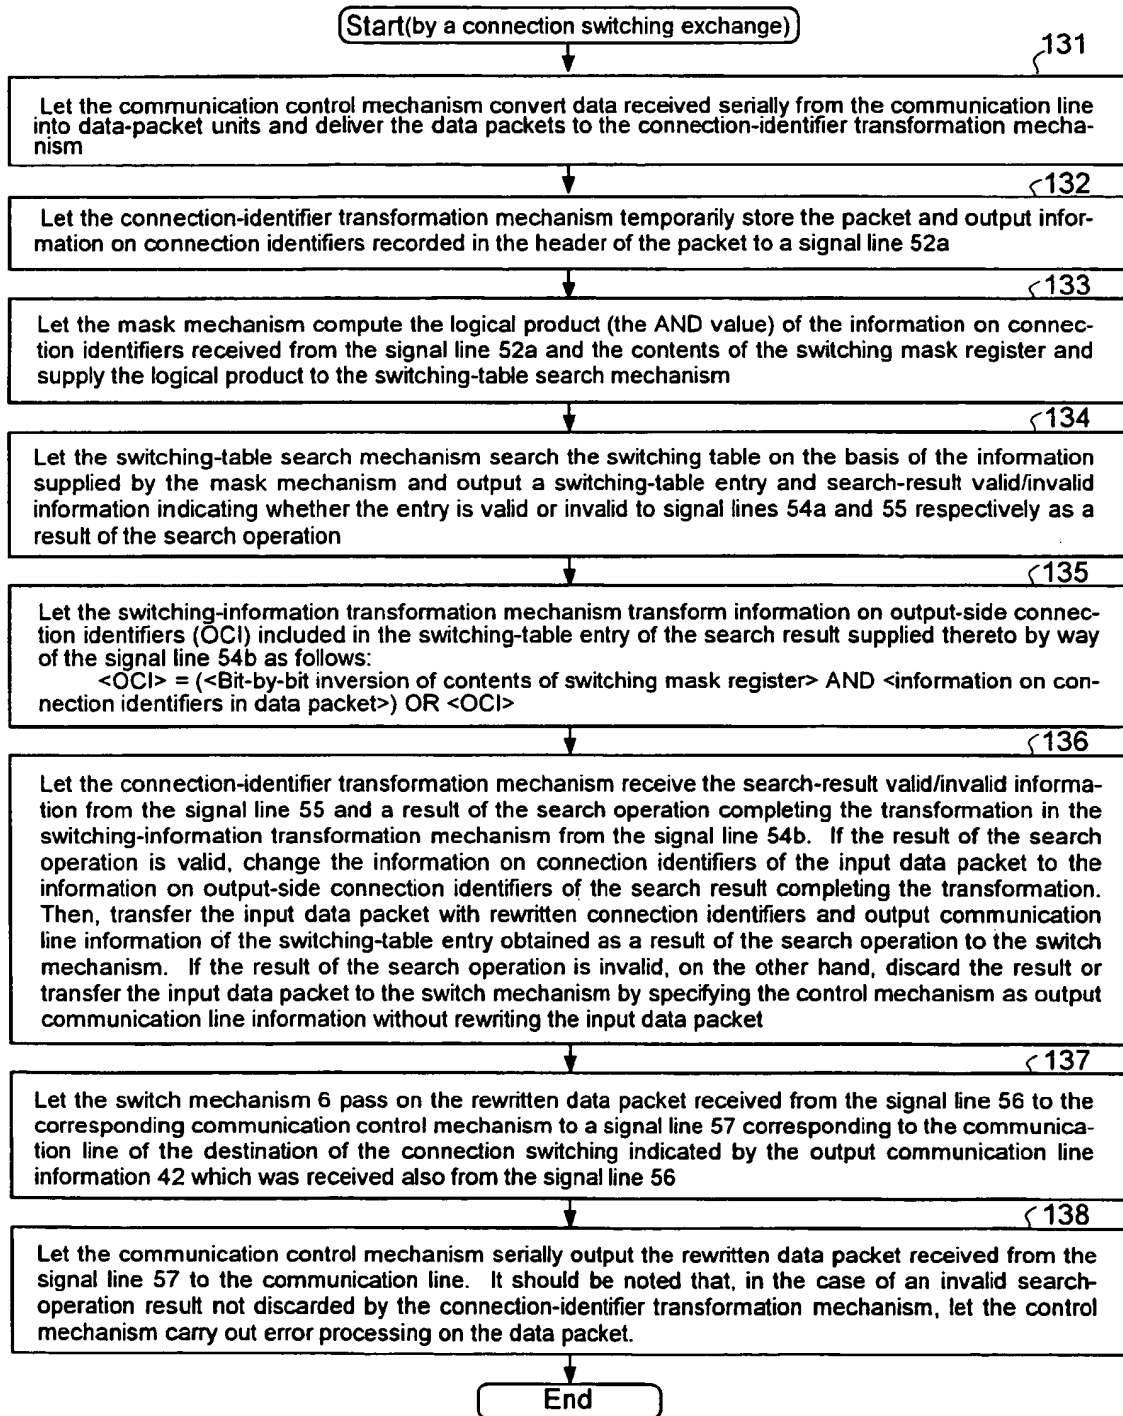 Start(by a connection switching exchange)
131
Let the communication control mechanism convert data received serially from the communication line
into data-packet units and deliver the data packets to the connection-identifier transformation mecha-
nism
132
Let the connection-identifier transformation mechanism temporarily store the packet and output infor-
mation on connection identifiers recorded in the header of the packet to a signal line 52a
133
Let the mask mechanism compute the logical product (the AND value) of the information on connec-
tion identifiers received from the signal line 52a and the contents of the switching mask register and
supply the logical product to the switching-table search mechanism
134
Let the switching-table search mechanism search the switching table on the basis of the information
supplied by the mask mechanism and output a switching-table entry and search-result valid/invalid
information indicating whether the entry is valid or invalid to signal lines 54a and 55 respectively as a
result of the search operation
135
Let the switching-information transformation mechanism transform information on output-side connec-
tion identifiers (OCI) included in the switching-table entry of the search result supplied thereto by way
of the signal line 54b as follows:
<OCI> = (<Bit-by-bit inversion of contents of switching mask register> AND <information on con-
nection identifiers in data packet>) OR <OCI>
136
Let the connection-identifier transformation mechanism receive the search-result valid/invalid informa-
tion from the signal line 55 and a result of the search operation completing the transformation in the
switching-information transformation mechanism from the signal line 54b. If the result of the search
operation is valid, change the information on connection identifiers of the input data packet to the
information on output-side connection identifiers of the search result completing the transformation.
Then, transfer the input data packet with rewritten connection identifiers and output communication
line information of the switching-table entry obtained as a result of the search operation to the switch
mechanism. If the result of the search operation is invalid, on the other hand, discard the result or
transfer the input data packet to the switch mechanism by specifying the control mechanism as output
communication line information without rewriting the input data packet
137
Let the switch mechanism 6 pass on the rewritten data packet received from the signal line 56 to the
corresponding communication control mechanism to a signal line 57 corresponding to the communica-
tion line of the destination of the connection switching indicated by the output communication line
information 42 which was received also from the signal line 56
138
Let the communication control mechanism serially output the rewritten data packet received from the
signal line 57 to the communication line. It should be noted that, in the case of an invalid search-
operation result not discarded by the connection-identifier transformation mechanism, let the control
mechanism carry out error processing on the data packet.
End